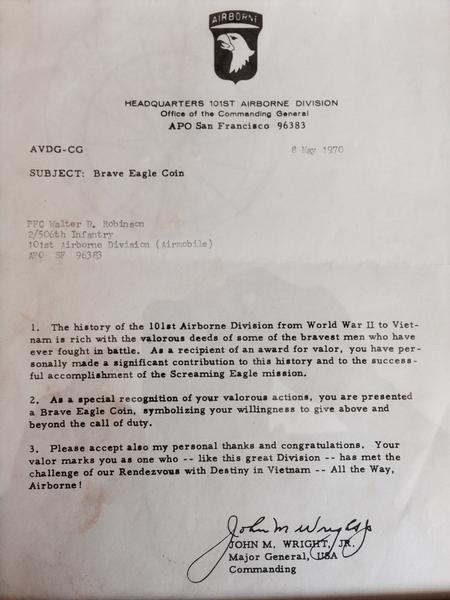 AIRBORNE
HEADQUARTERS 101ST AIRBORNE DIVISION
Office of the Commanding General
APO San Francisco 96383
AVDG-CG
8 May 1970
SUBJECT: Brave Eagle Coin
PFC Walter D. Robinson
2/506th Infantry
101st Airborne Division (Airmobile)
APO SF 96383
1. The history of the 101st Airborne Division from World War II to Viet-
nam is rich with the valorous deeds of some of the bravest men who have
ever fought in battle. As a recipient of an award for valor, you have per-
sonally made a significant contribution to this history and to the success-
ful accomplishment of the Screaming Eagle mission.
2. As a special recognition of your valorous actions, you are presented
a Brave Eagle Coin, symbolizing your willingness to give above and
beyond the call of duty.
3. Please accept also my personal thanks and congratulations. Your
valor marks you as one who -- like this great Division -- has met the
challenge of our Rendezvous with Destiny in Vietnam -- All the Way,
Airborne!
John M Wright Jr
JOHN M. WRIGHT, JR.
Major General, USA
Commanding